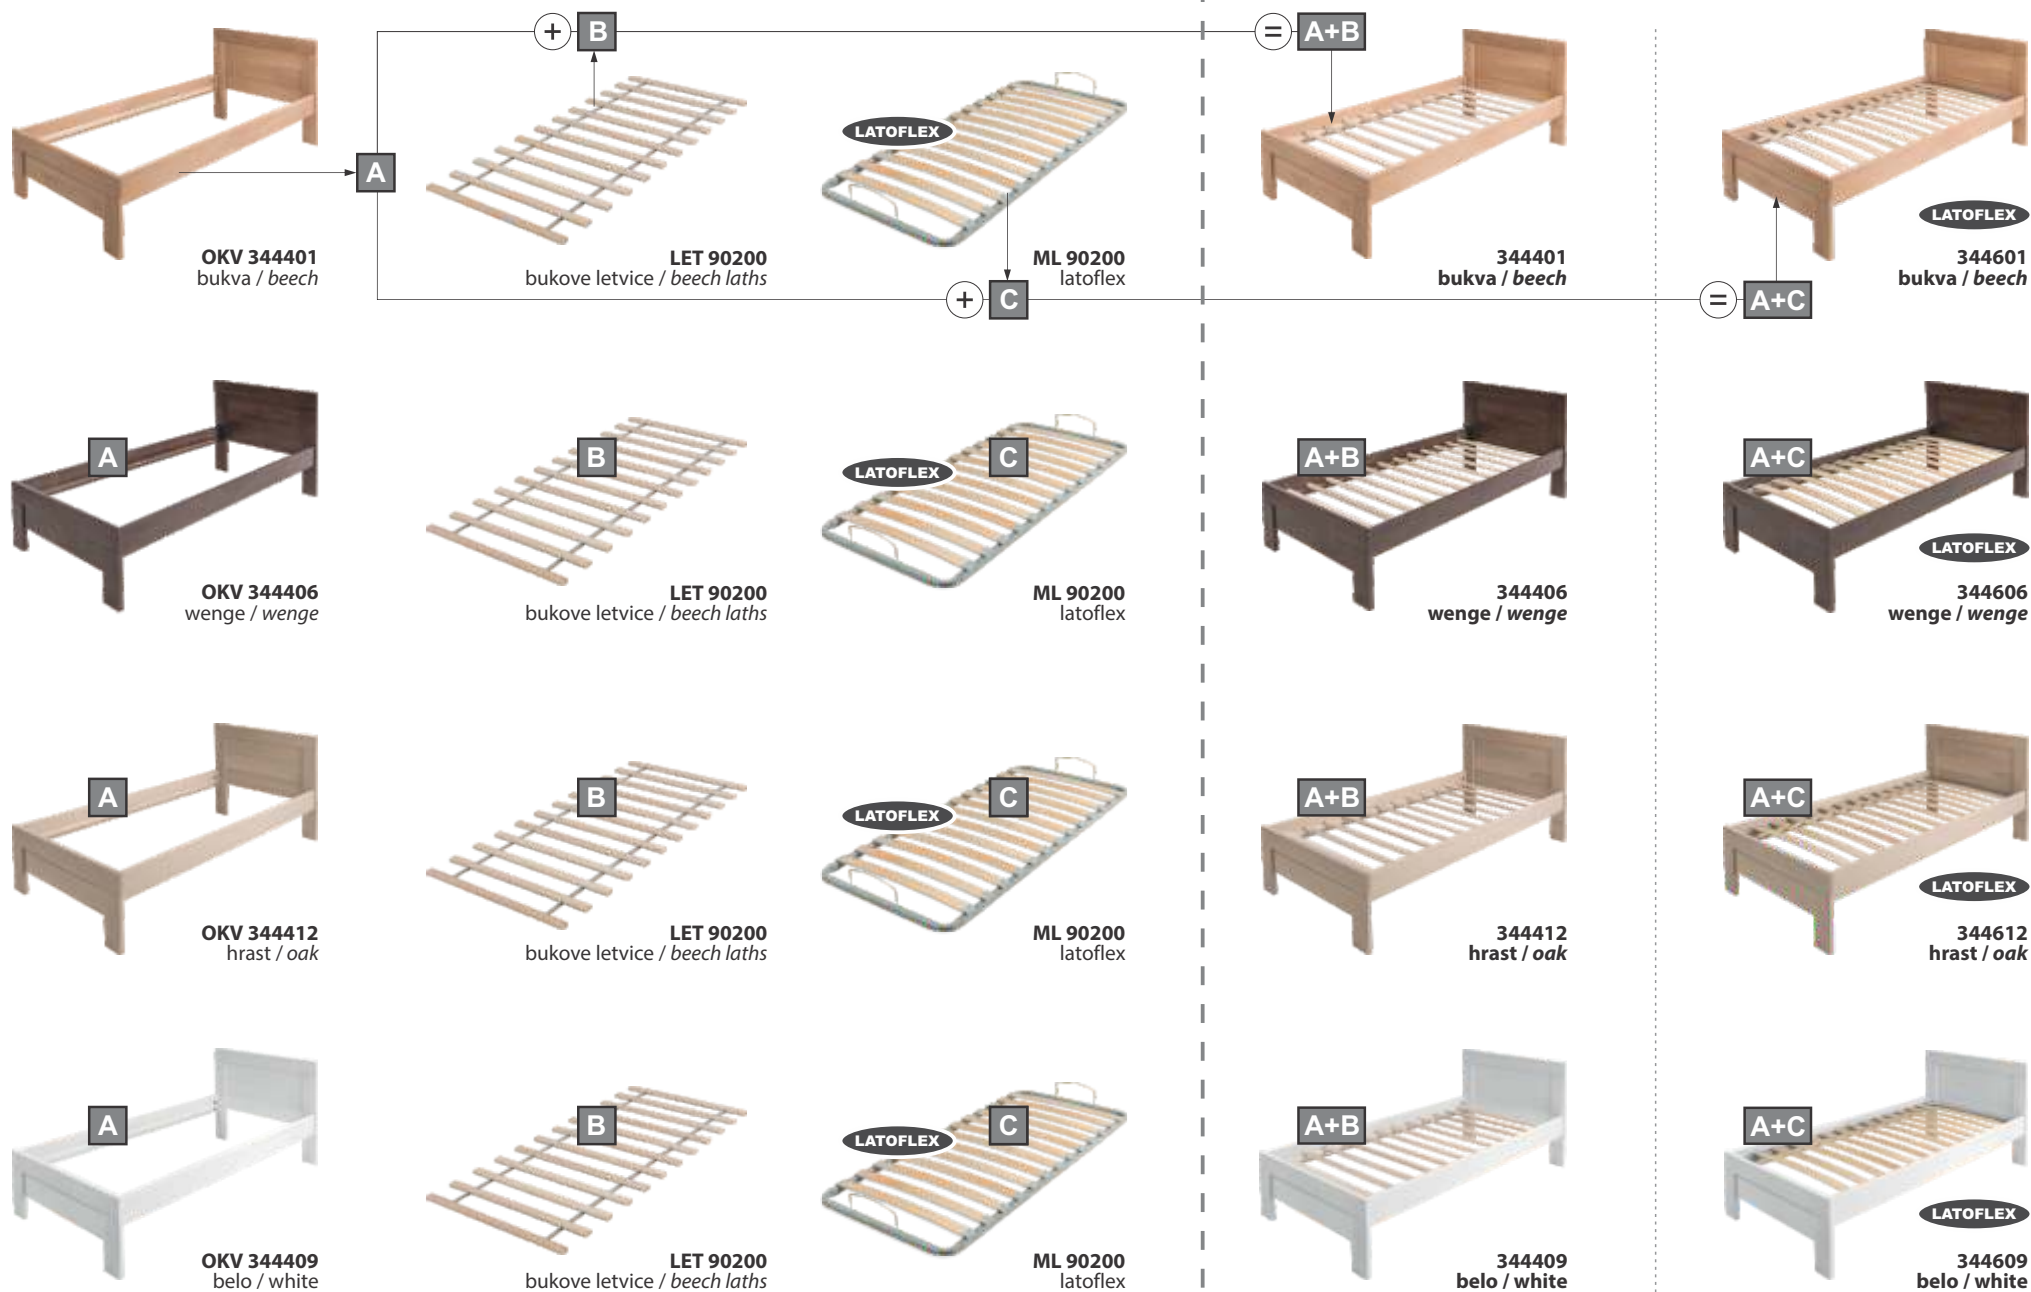 + B = A+B
LATOFLEX
A
LATOFLEX
OKV 344401
bukva / beech
LET 90200
bukove letvice / beech laths
ML 90200
latoflex
344401
bukva / beech
344601
bukva / beech
+ C = A+C
A
B
LATOFLEX
C
A+B
A+C
LATOFLEX
OKV 344406
wenge / wenge
LET 90200
bukove letvice / beech laths
ML 90200
latoflex
344406
wenge / wenge
344606
wenge / wenge
A
B
LATOFLEX
C
A+B
A+C
LATOFLEX
OKV 344412
hrast / oak
LET 90200
bukove letvice / beech laths
ML 90200
latoflex
344412
hrast / oak
344612
hrast / oak
A
B
LATOFLEX
C
A+B
A+C
LATOFLEX
OKV 344409
belo / white
LET 90200
bukove letvice / beech laths
ML 90200
latoflex
344409
belo / white
344609
belo / white